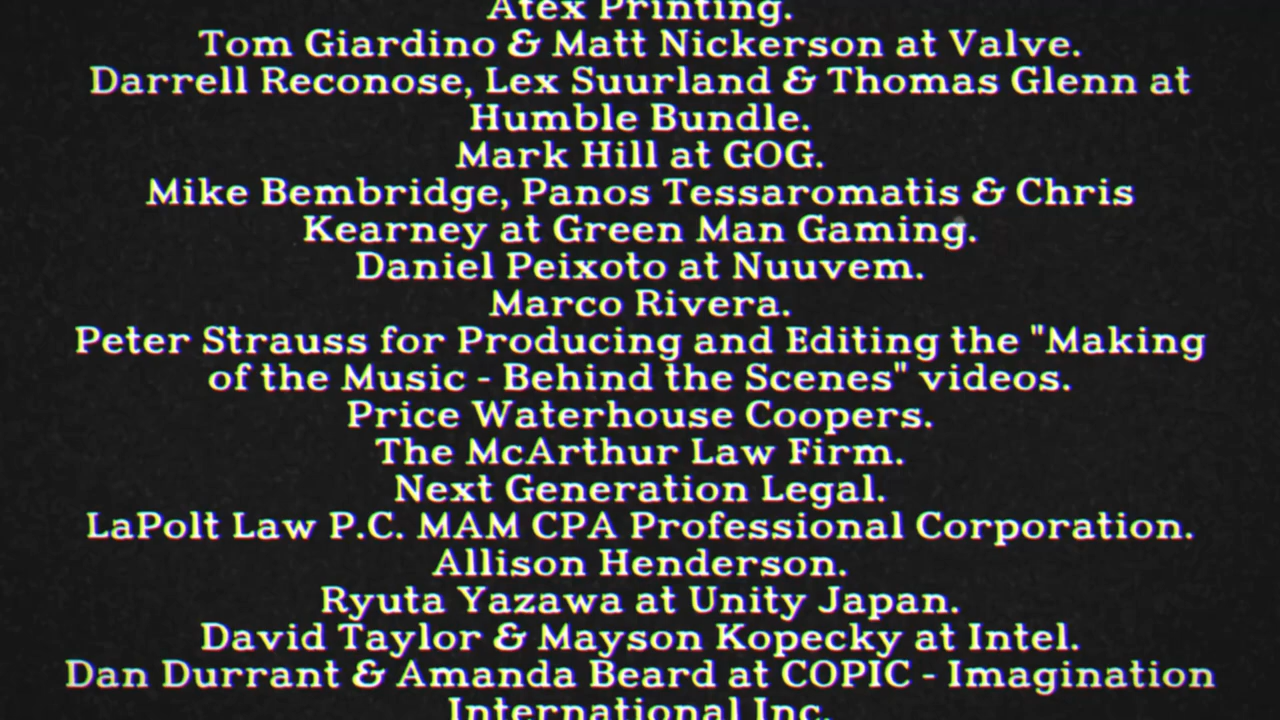 Atex Printing.
Tom Giardino & Matt Nickerson at Valve.
Darrell Reconose, Lex Suurland & Thomas Glenn at
Humble Bundle.
Mark Hill at GOG.
Mike Bembridge, Panos Tessaromatis & Chris
Kearney at Green Man Gaming.
Daniel Peixoto at Nuuvem.
Marco Rivera.
Peter Strauss for Producing and Editing the "Making
of the Music - Behind the Scenes" videos.
Price Waterhouse Coopers.
The McArthur Law Firm.
Next Generation Legal.
LaPolt Law P.C. MAM CPA Professional Corporation.
Allison Henderson.
Ryuta Yazawa at Unity Japan.
David Taylor & Mayson Kopecky at Intel.
Dan Durrant & Amanda Beard at COPIC - Imagination
International Inc.